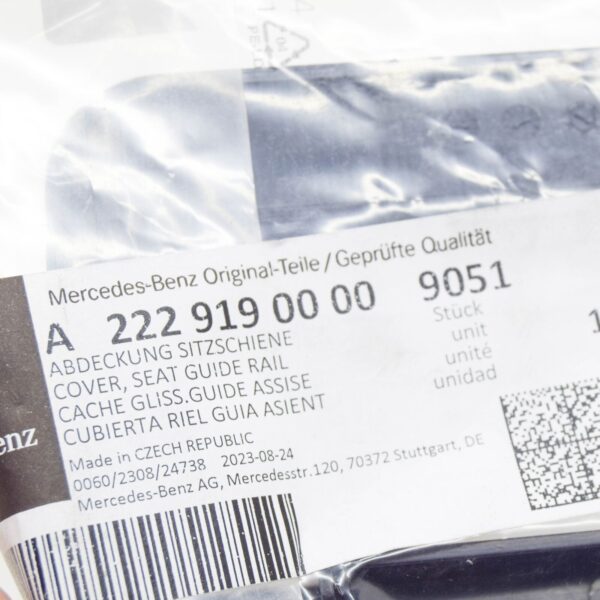 Mercedes-Benz Original-Teile/Geprüfte Qualität
A 222 919 00 00 9051
ABDECKUNG SITZSCHIENE
COVER, SEAT GUIDE RAIL
CACHE GLISS.GUIDE ASSISE
CUBIERTA RIEL GUIA ASIENT
Stück
unit
unité
unidad
1
enz
Made in CZECH REPUBLIC
0060/2308/24738 2023-08-24
Mercedes-Benz AG, Mercedesstr.120, 70372 Stuttgart, DE